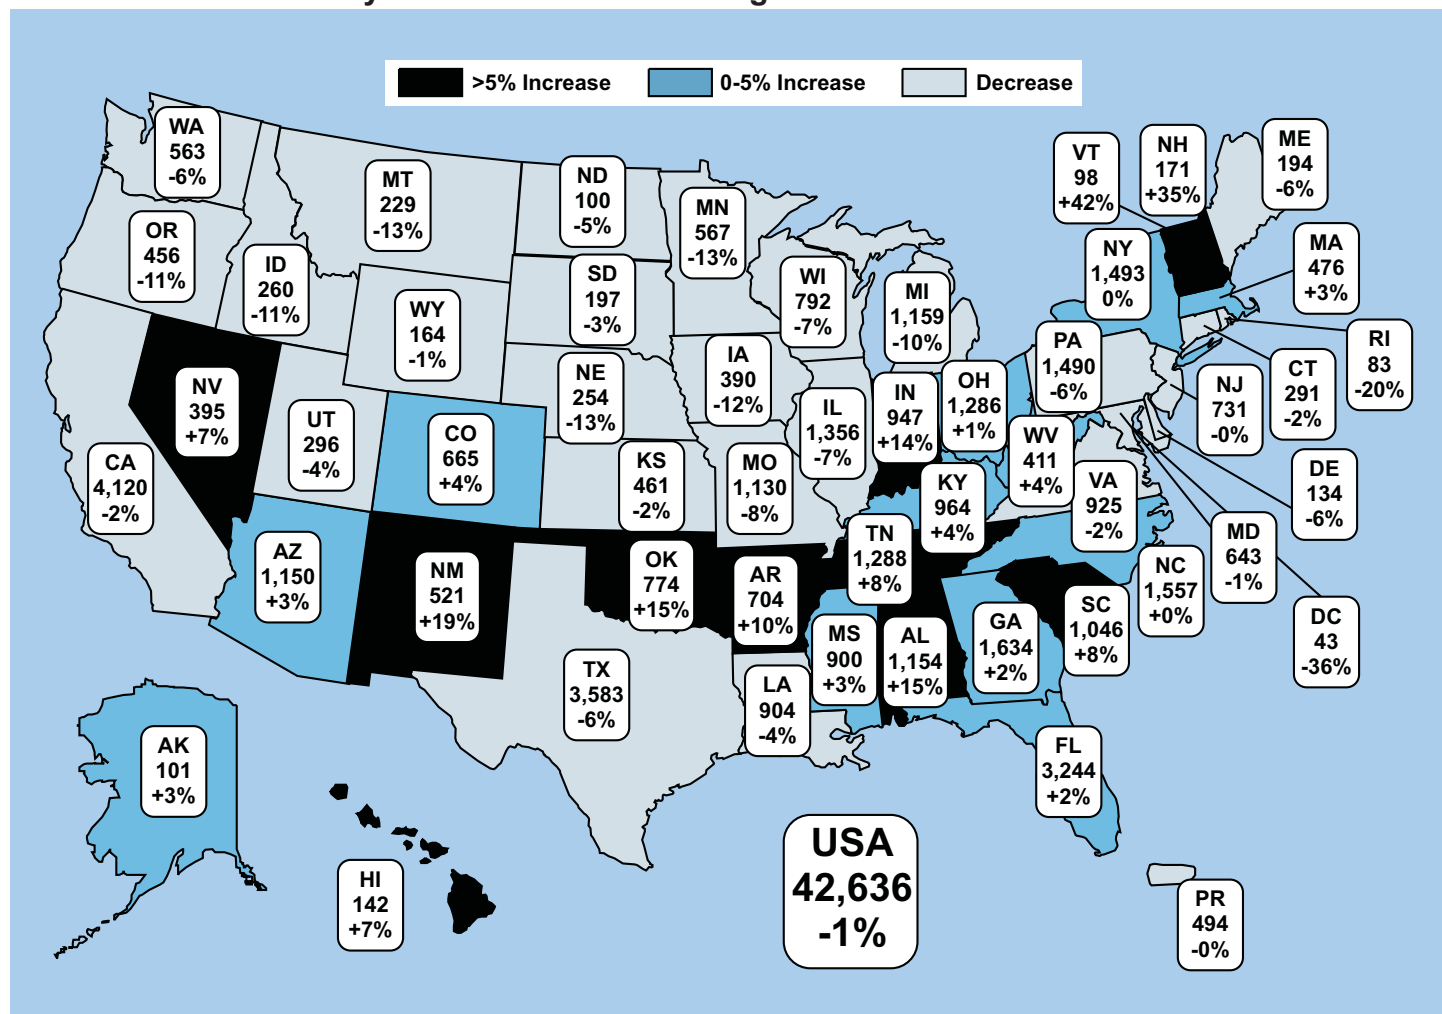 >5% Increase
0-5% Increase
Decrease
WA
563
-6%
OR
456
-11%
ID
260
-11%
MT
229
-13%
ND
100
-5%
MN
567
-13%
SD
197
-3%
WY
164
-1%
WI
792
-7%
MI
1,159
-10%
VT
98
+42%
NH
171
+35%
ME
194
-6%
NY
1,493
0%
MA
476
+3%
RI
83
-20%
CT
291
-2%
NJ
731
-0%
PA
1,490
-6%
NV
395
+7%
UT
296
-4%
CO
665
+4%
NE
254
-13%
IA
390
-12%
IL
1,356
-7%
IN
947
+14%
OH
1,286
+1%
WV
411
+4%
VA
925
-2%
DE
134
-6%
MD
643
-1%
DC
43
-36%
CA
4,120
-2%
KS
461
-2%
MO
1,130
-8%
KY
964
+4%
AZ
1,150
+3%
NM
521
+19%
OK
774
+15%
AR
704
+10%
TN
1,288
+8%
NC
1,557
+0%
SC
1,046
+8%
GA
1,634
+2%
AL
1,154
+15%
MS
900
+3%
LA
904
-4%
TX
3,583
-6%
FL
3,244
+2%
AK
101
+3%
HI
142
+7%
USA
42,636
-1%
PR
494
-0%